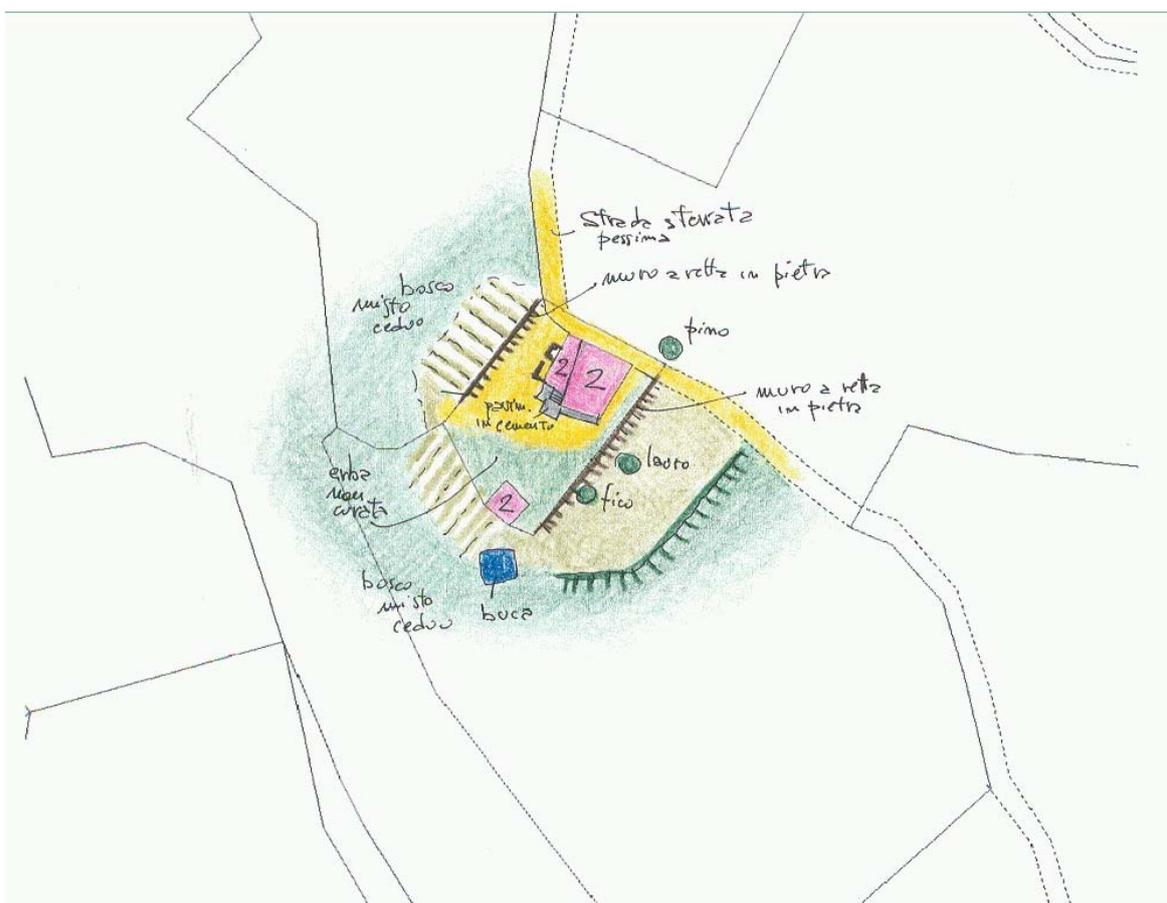 strada sterrata
pessima
muro a retta in pietra
bosco
misto
ceduo
pino
2
2
muro a retta
in pietra
pavim.
in cemento
lauro
erba
non
curata
fico
2
bosco
misto
ceduo
buca